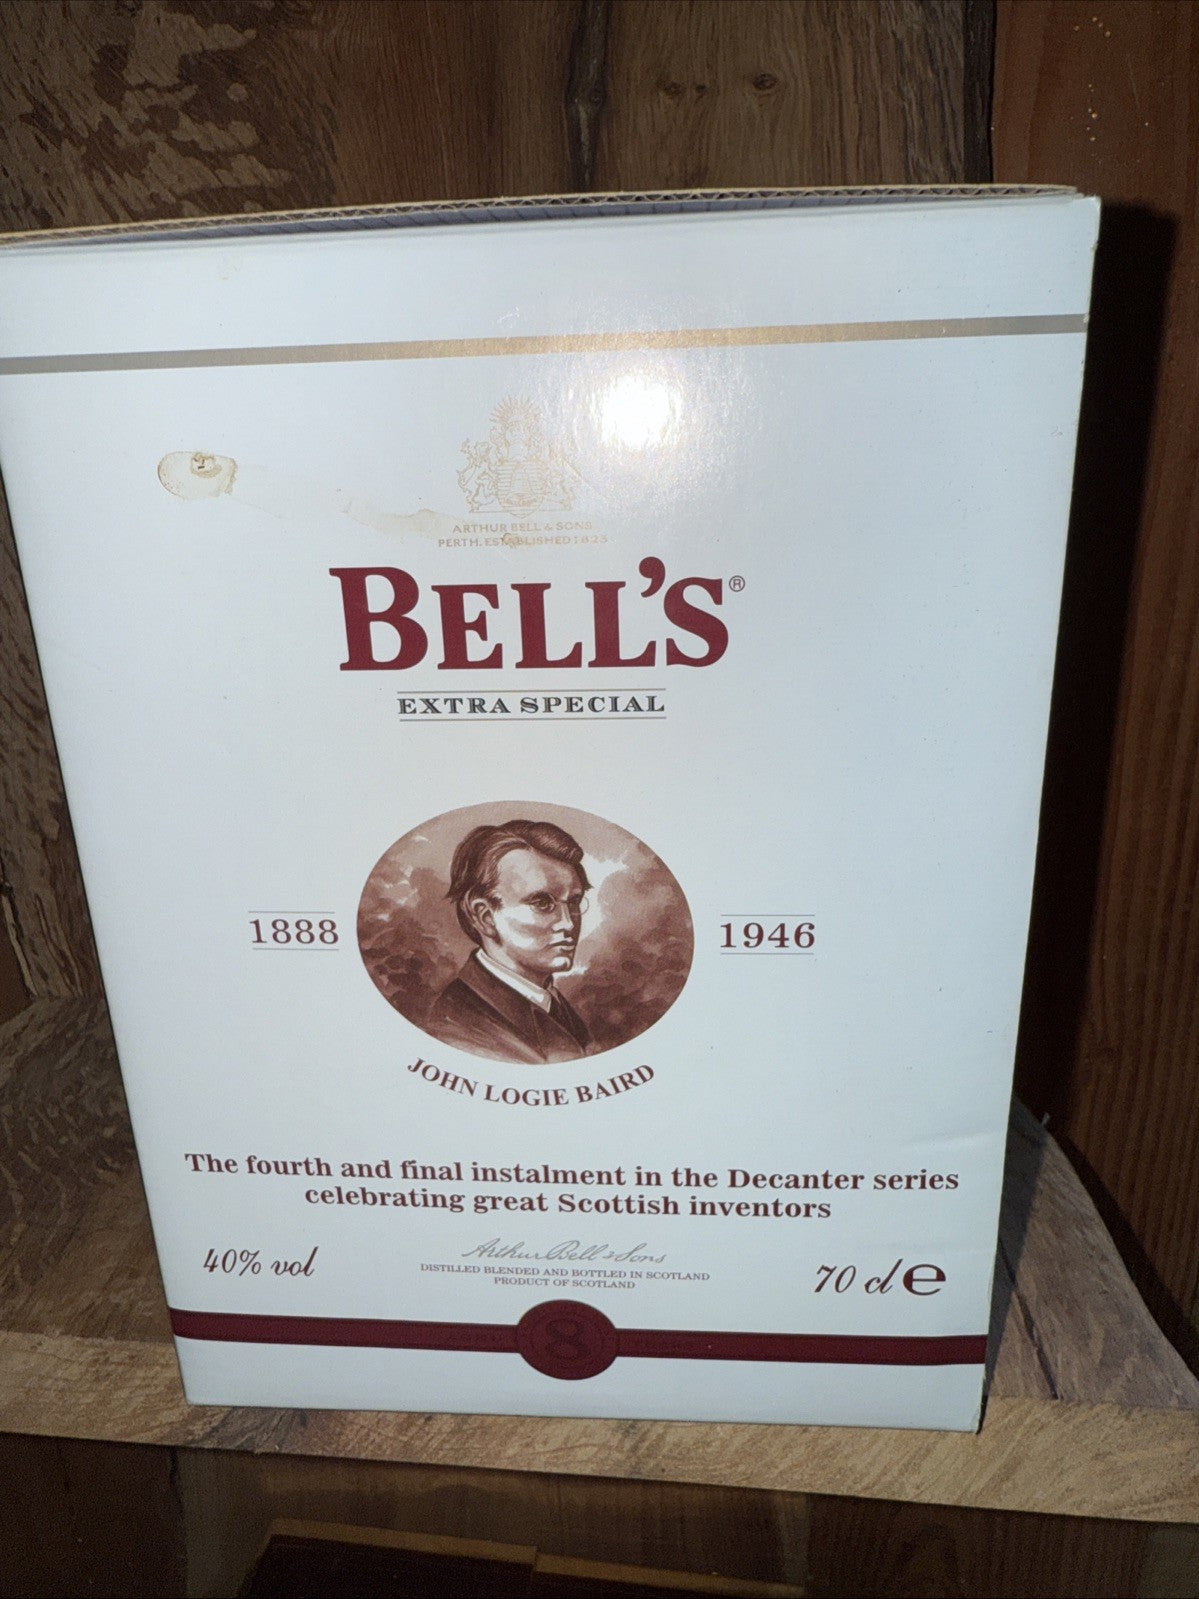 ARTHUR BELL & SONS
PERTH. ESTABLISHED 1825
BELL'S®
EXTRA SPECIAL
1888
1946
JOHN LOGIE BAIRD
The fourth and final instalment in the Decanter series
celebrating great Scottish inventors
40% vol
Arthur Bell & Sons
DISTILLED BLENDED AND BOTTLED IN SCOTLAND
PRODUCT OF SCOTLAND
70 cl e
8